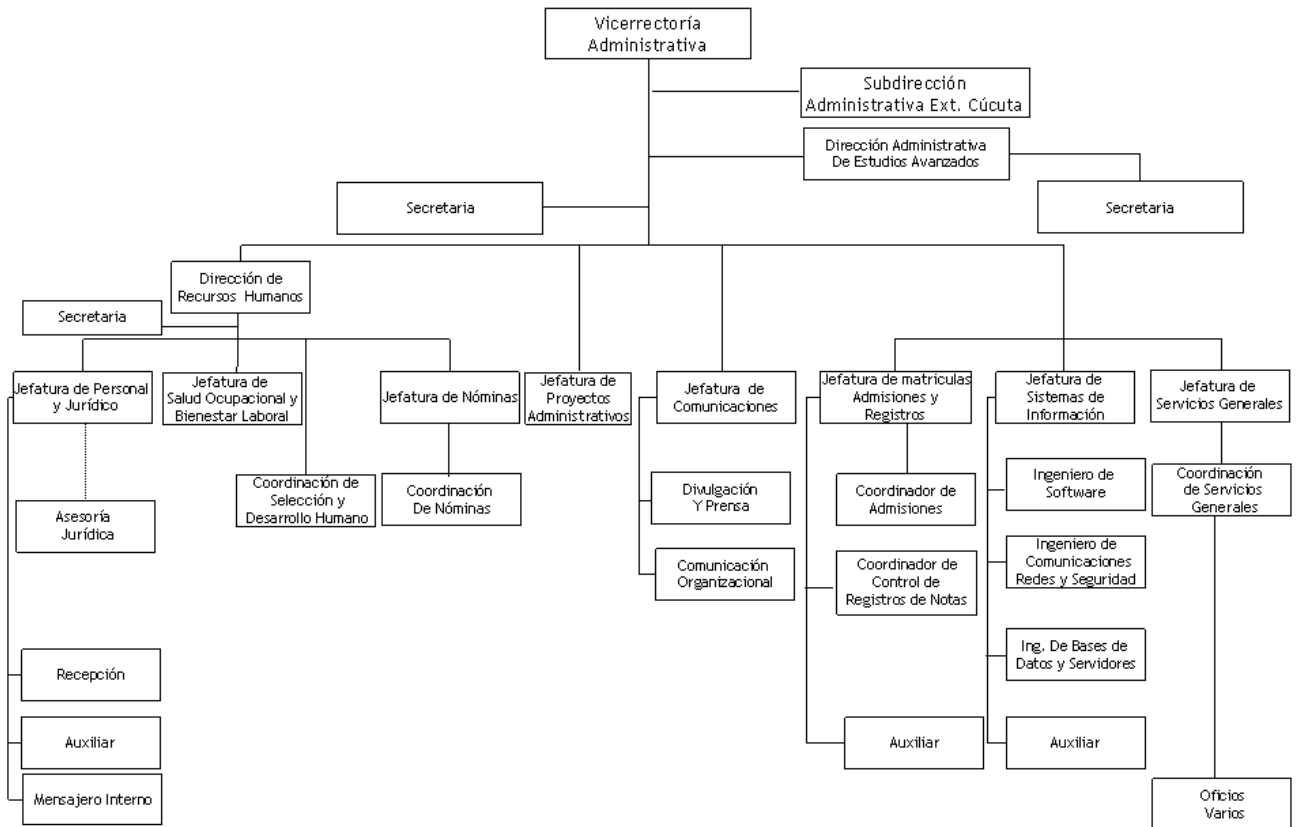 Vicerrectoría
Administrativa
Subdirección
Administrativa Ext. Cúcuta
Dirección Administrativa
De Estudios Avanzados
Secretaria
Secretaria
Dirección de
Recursos Humanos
Secretaria
Jefatura de Personal
y Jurídico
Jefatura de
Salud Ocupacional y
Bienestar Laboral
Jefatura de Nóminas
Jefatura de
Proyectos
Administrativos
Jefatura de
Comunicaciones
Jefatura de matriculas
Admisiones y
Registros
Jefatura de
Sistemas de
Información
Jefatura de
Servicios Generales
Asesoría
Jurídica
Coordinación de
Selección y
Desarrollo Humano
Coordinación
De Nóminas
Divulgación
Y Prensa
Coordinador de
Admisiones
Ingeniero de
Software
Coordinación
de Servicios
Generales
Comunicación
Organizacional
Coordinador de
Control de
Registros de Notas
Ingeniero de
Comunicaciones
Redes y Seguridad
Recepción
Ing. De Bases de
Datos y Servidores
Auxiliar
Auxiliar
Auxiliar
Mensajero Interno
Oficios
Varios